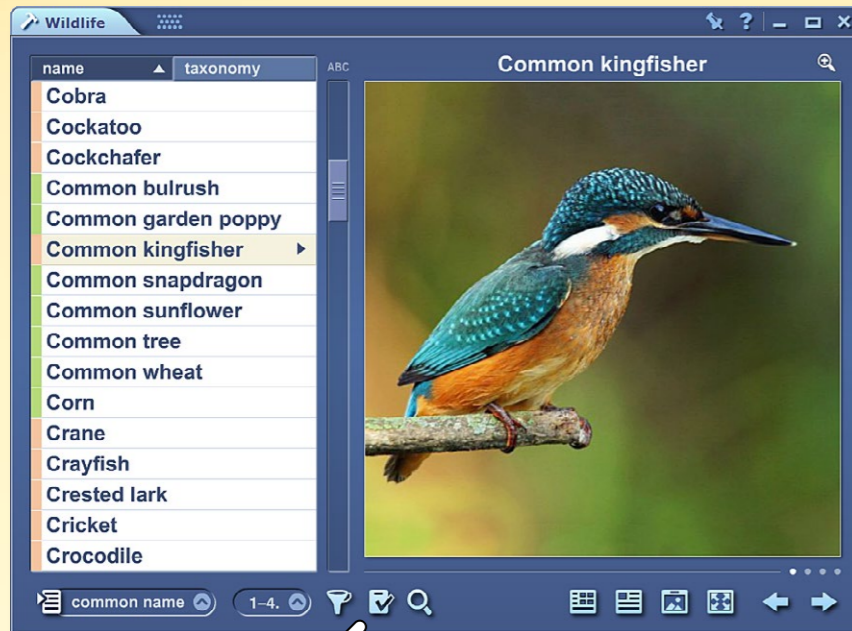 Wildlife
?
name
taxonomy
ABC
Common kingfisher
Cobra
Cockatoo
Cockchafer
Common bulrush
Common garden poppy
Common kingfisher
Common snapdragon
Common sunflower
Common tree
Common wheat
Corn
Crane
Crayfish
Crested lark
Cricket
Crocodile
common name
1–4.